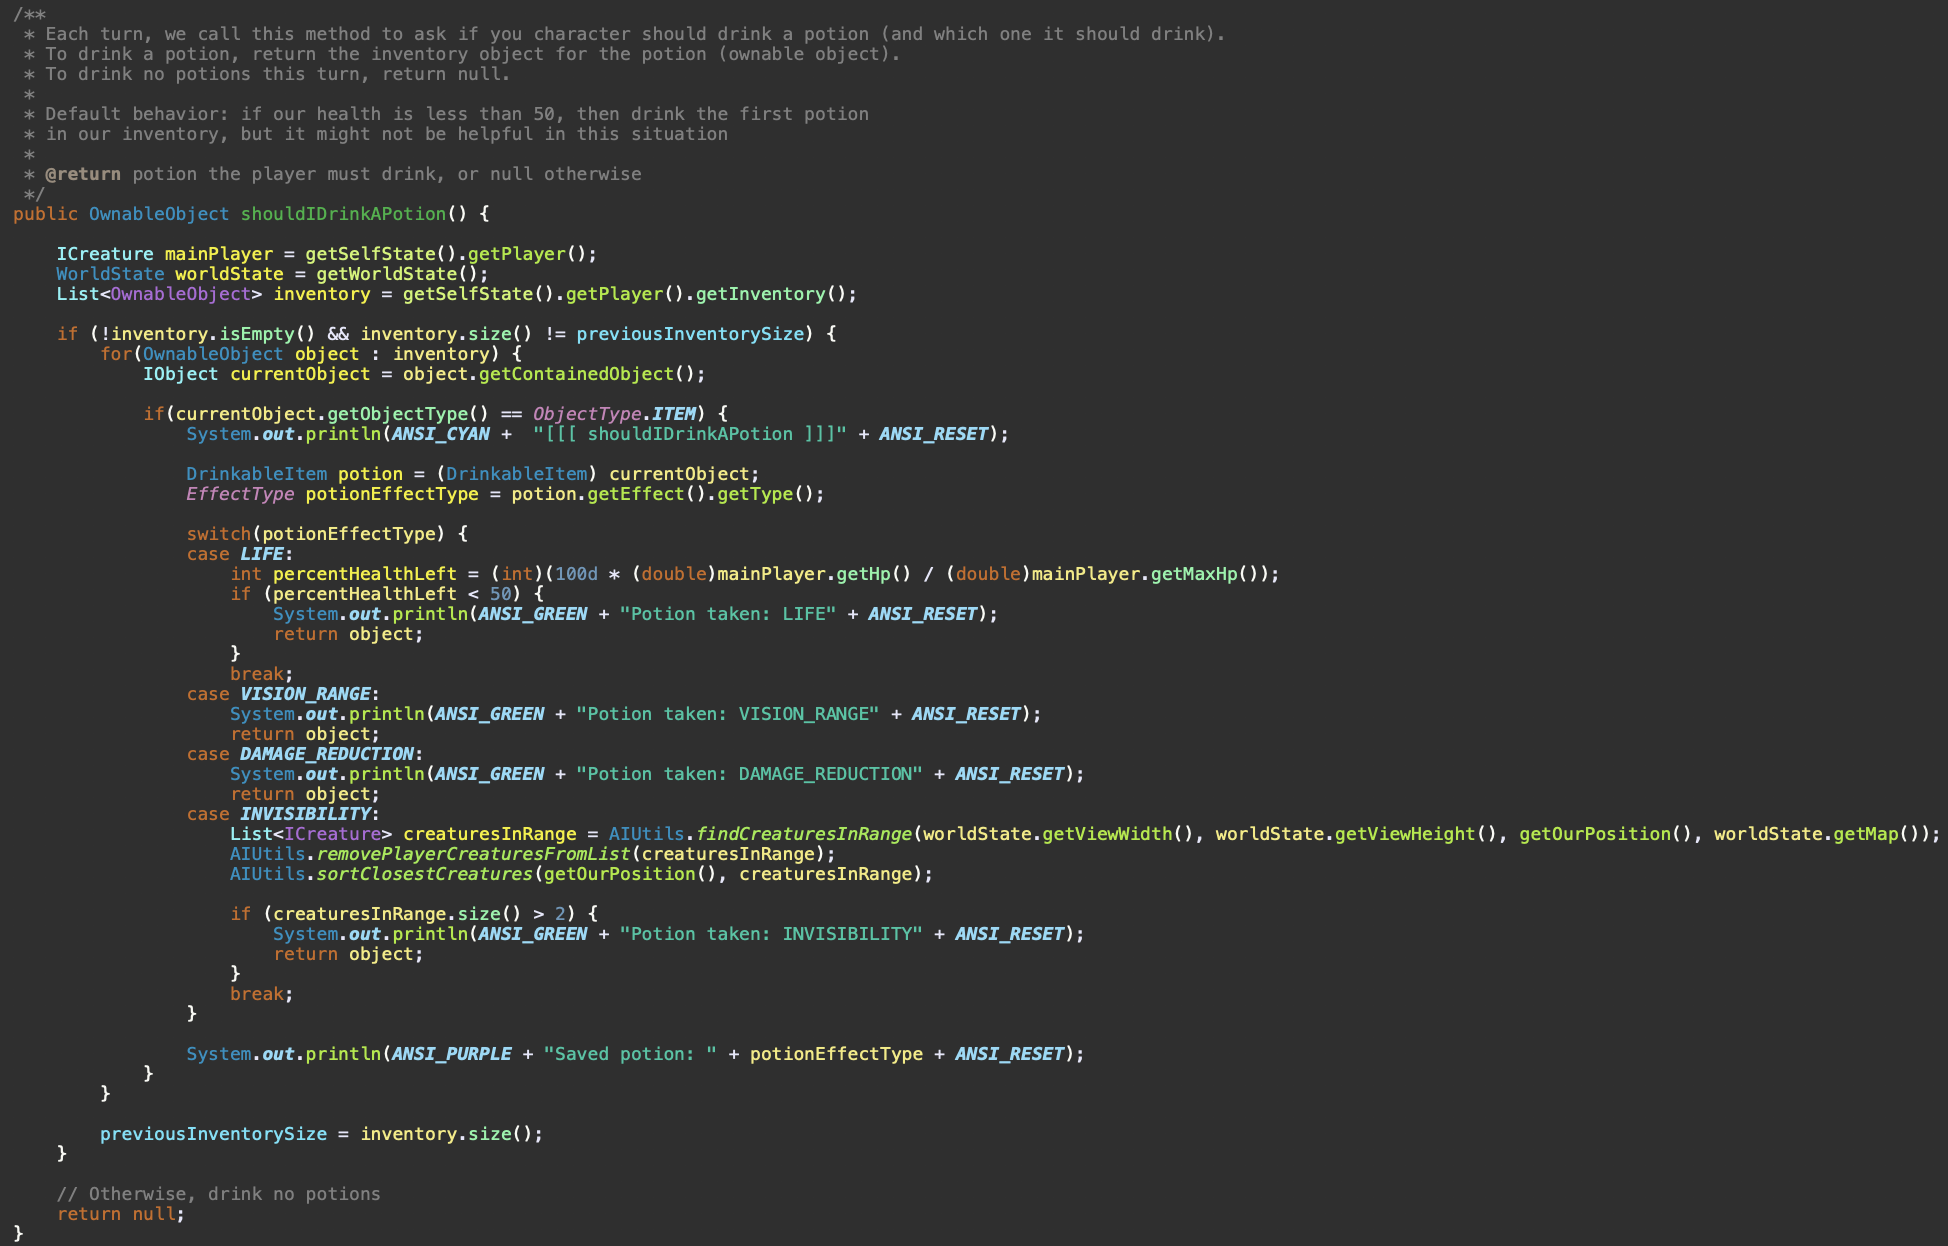 /**
 * Each turn, we call this method to ask if you character should drink a potion (and which one it should drink).
 * To drink a potion, return the inventory object for the potion (ownable object).
 * To drink no potions this turn, return null.
 *
 * Default behavior: if our health is less than 50, then drink the first potion
 * in our inventory, but it might not be helpful in this situation
 *
 * @return potion the player must drink, or null otherwise
 */
public OwnableObject shouldIDrinkAPotion() {

    ICreature mainPlayer = getSelfState().getPlayer();
    WorldState worldState = getWorldState();
    List<OwnableObject> inventory = getSelfState().getPlayer().getInventory();

    if (!inventory.isEmpty() && inventory.size() != previousInventorySize) {
        for(OwnableObject object : inventory) {
            IObject currentObject = object.getContainedObject();

            if(currentObject.getObjectType() == ObjectType.ITEM) {
                System.out.println(ANSI_CYAN +  "[[[ shouldIDrinkAPotion ]]]" + ANSI_RESET);

                DrinkableItem potion = (DrinkableItem) currentObject;
                EffectType potionEffectType = potion.getEffect().getType();

                switch(potionEffectType) {
                case LIFE:
                    int percentHealthLeft = (int)(100d * (double)mainPlayer.getHp() / (double)mainPlayer.getMaxHp());
                    if (percentHealthLeft < 50) {
                        System.out.println(ANSI_GREEN + "Potion taken: LIFE" + ANSI_RESET);
                        return object;
                    }
                    break;
                case VISION_RANGE:
                    System.out.println(ANSI_GREEN + "Potion taken: VISION_RANGE" + ANSI_RESET);
                    return object;
                case DAMAGE_REDUCTION:
                    System.out.println(ANSI_GREEN + "Potion taken: DAMAGE_REDUCTION" + ANSI_RESET);
                    return object;
                case INVISIBILITY:
                    List<ICreature> creaturesInRange = AIUtils.findCreaturesInRange(worldState.getViewWidth(), worldState.getViewHeight(), getOurPosition(), worldState.getMap());
                    AIUtils.removePlayerCreaturesFromList(creaturesInRange);
                    AIUtils.sortClosestCreatures(getOurPosition(), creaturesInRange);

                    if (creaturesInRange.size() > 2) {
                        System.out.println(ANSI_GREEN + "Potion taken: INVISIBILITY" + ANSI_RESET);
                        return object;
                    }
                    break;
                }

                System.out.println(ANSI_PURPLE + "Saved potion: " + potionEffectType + ANSI_RESET);
            }
        }

        previousInventorySize = inventory.size();
    }

    // Otherwise, drink no potions
    return null;
}